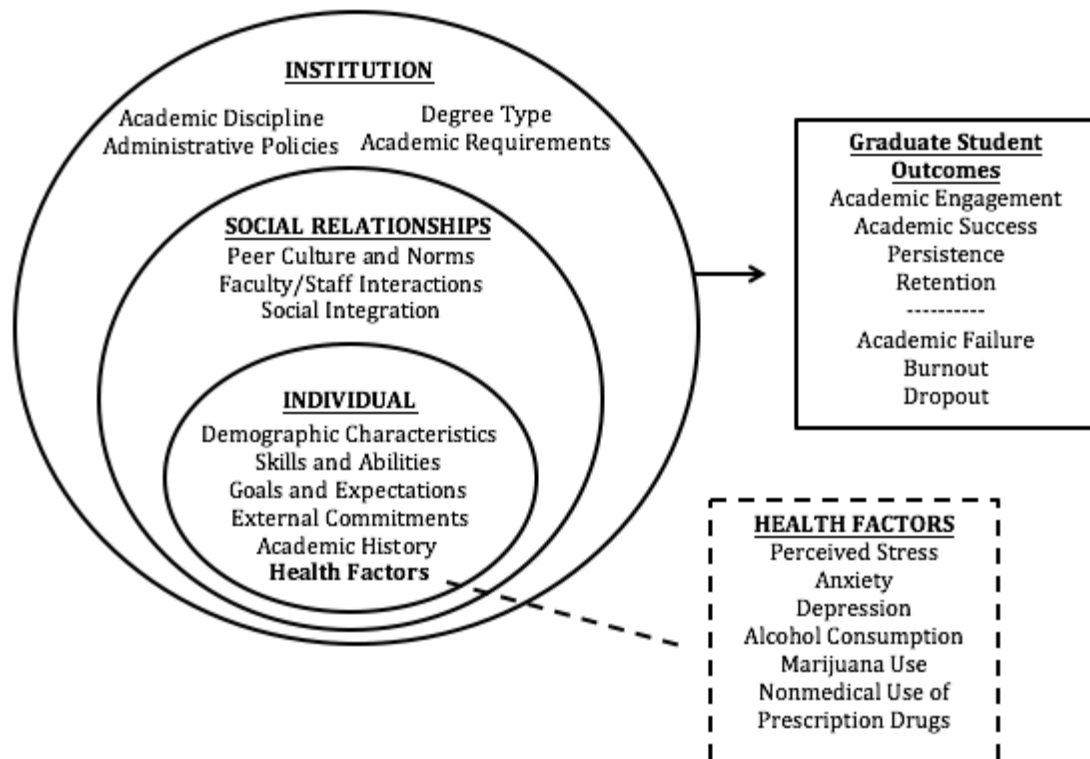 INSTITUTION
Academic Discipline
Administrative Policies
Degree Type
Academic Requirements
SOCIAL RELATIONSHIPS
Peer Culture and Norms
Faculty/Staff Interactions
Social Integration
INDIVIDUAL
Demographic Characteristics
Skills and Abilities
Goals and Expectations
External Commitments
Academic History
Health Factors
Graduate Student
Outcomes
Academic Engagement
Academic Success
Persistence
Retention
----------
Academic Failure
Burnout
Dropout
HEALTH FACTORS
Perceived Stress
Anxiety
Depression
Alcohol Consumption
Marijuana Use
Nonmedical Use of
Prescription Drugs